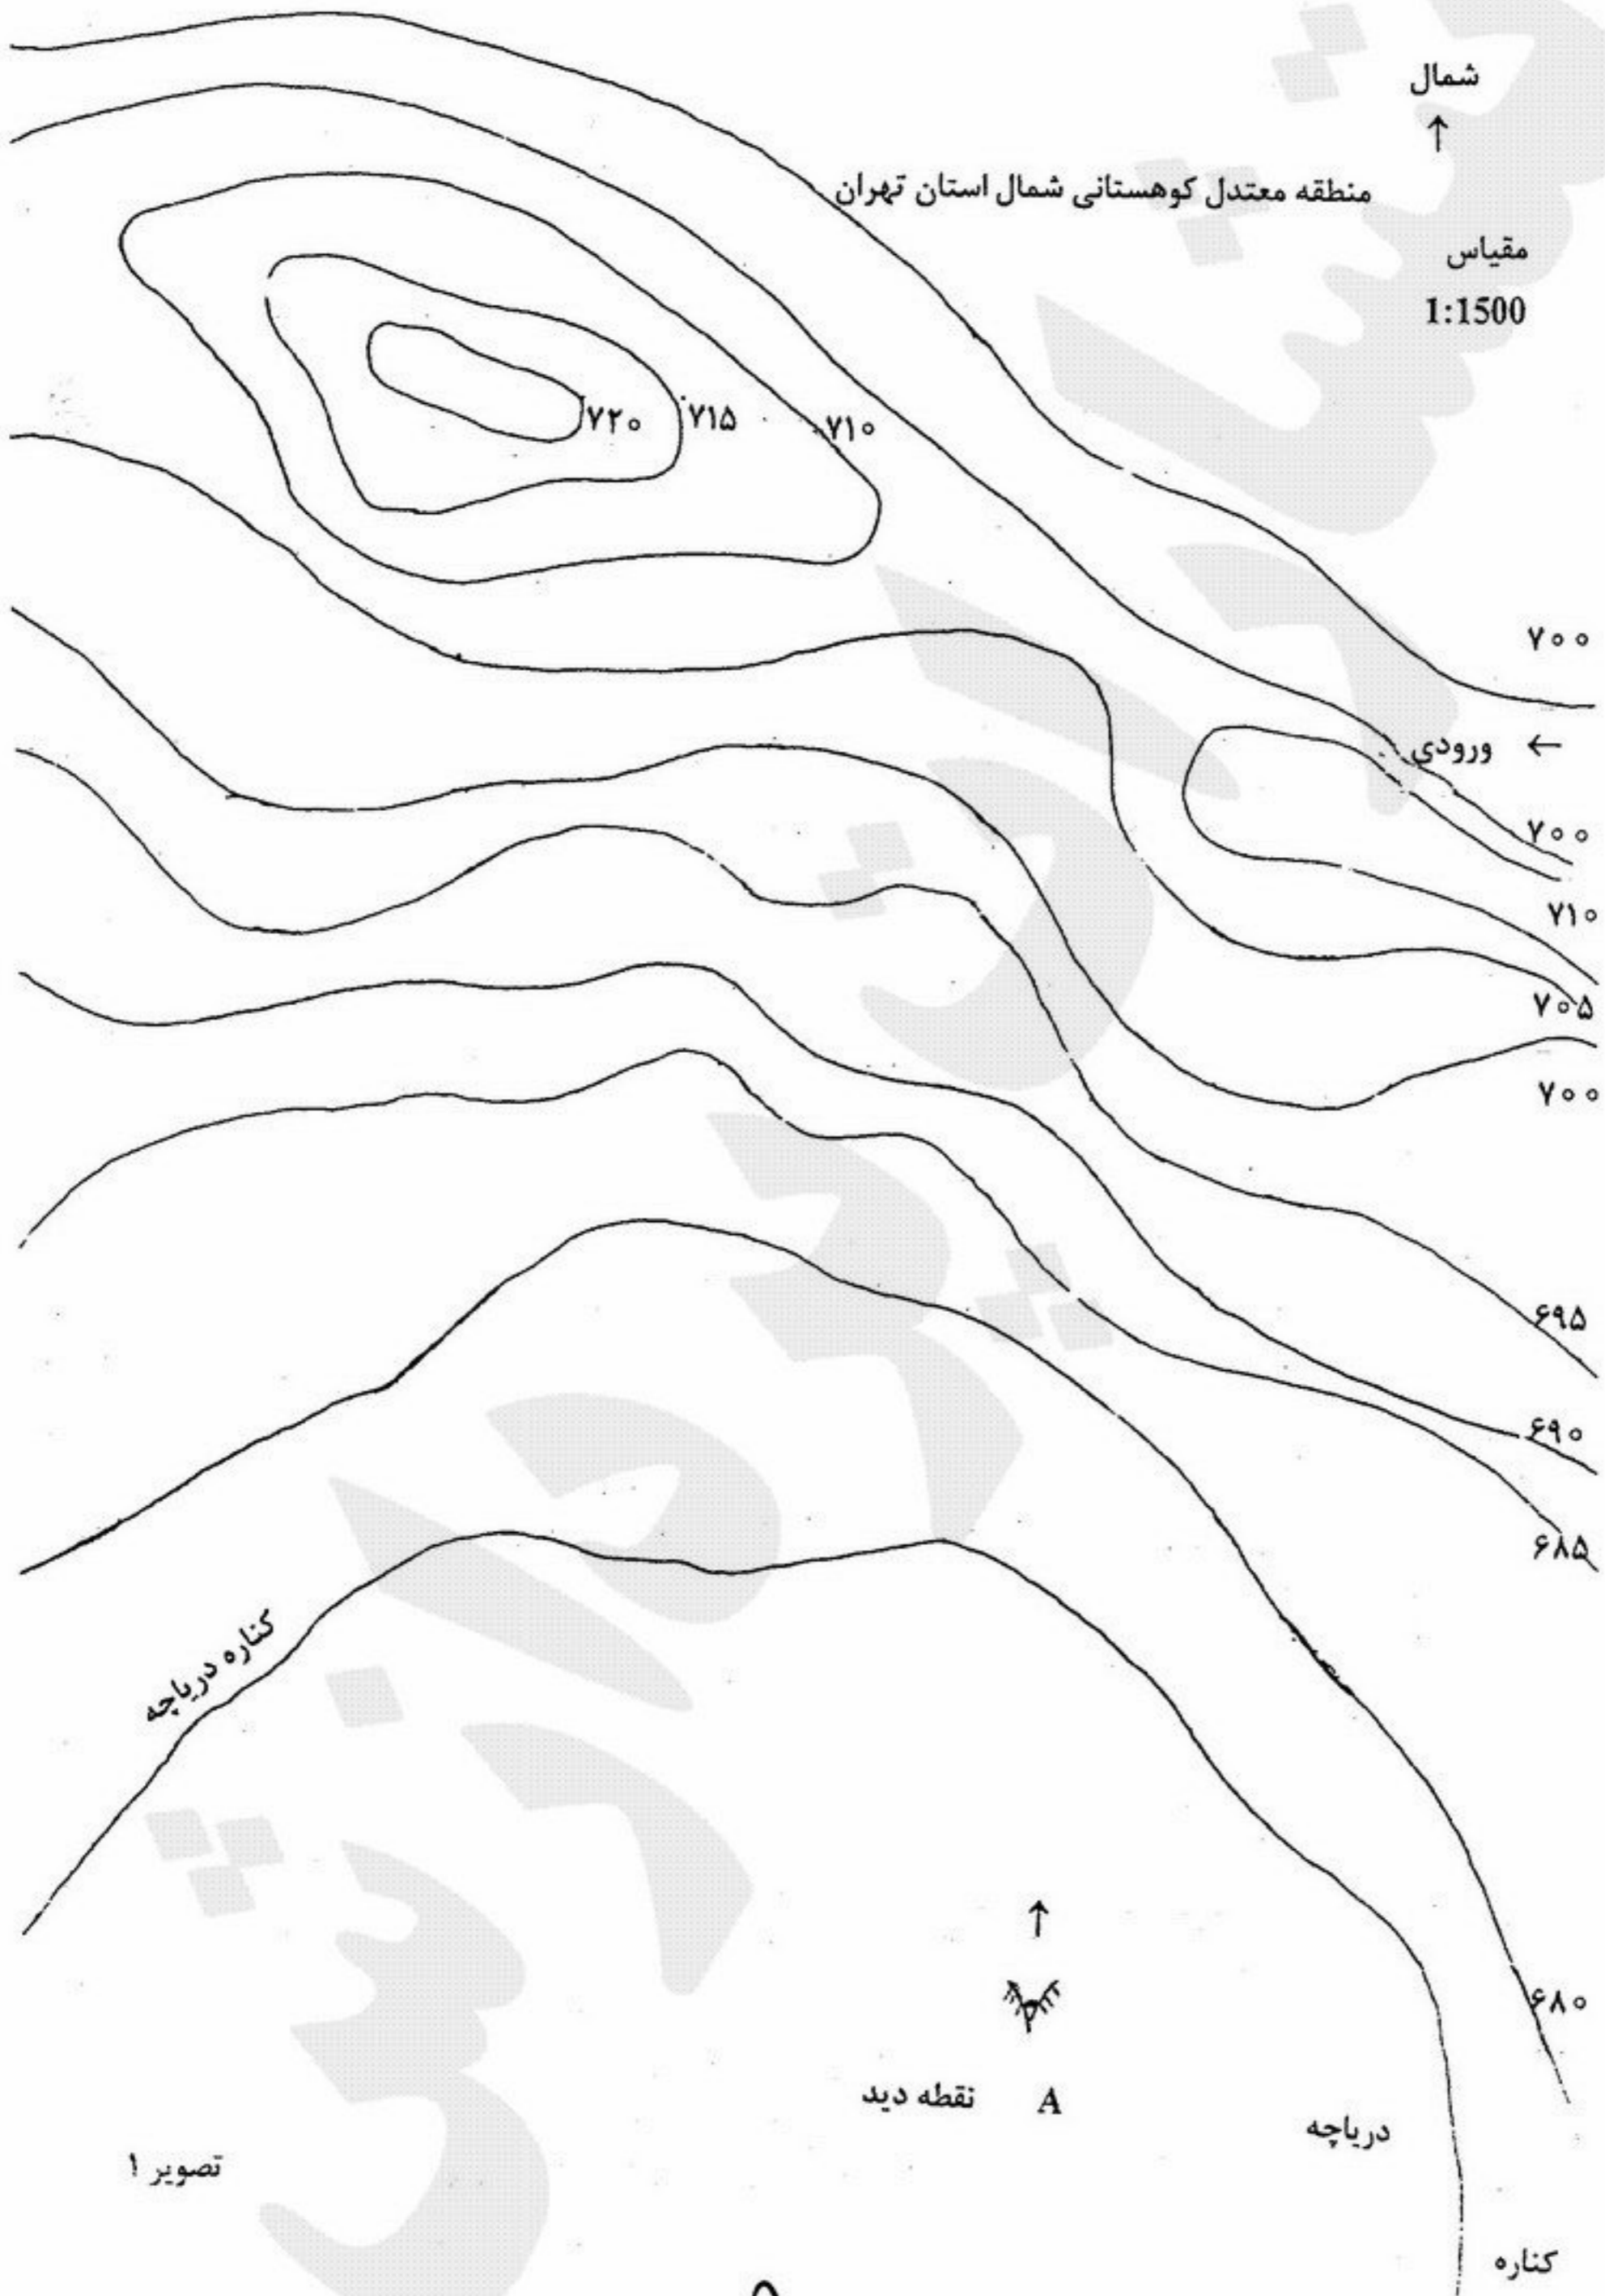 شمال
↑
منطقه معتدل کوهستانی شمال استان تهران
مقیاس
1:1500
۷۲۰
۷۱۵
۷۱۰
۷۰۰
ورودی ←
۷۰۰
۷۱۰
۷۰۵
۷۰۰
۶۹۵
۶۹۰
۶۸۵
کناره دریاچه
↑
۶۸۰
نقطه دید A
دریاچه
تصویر ۱
کناره